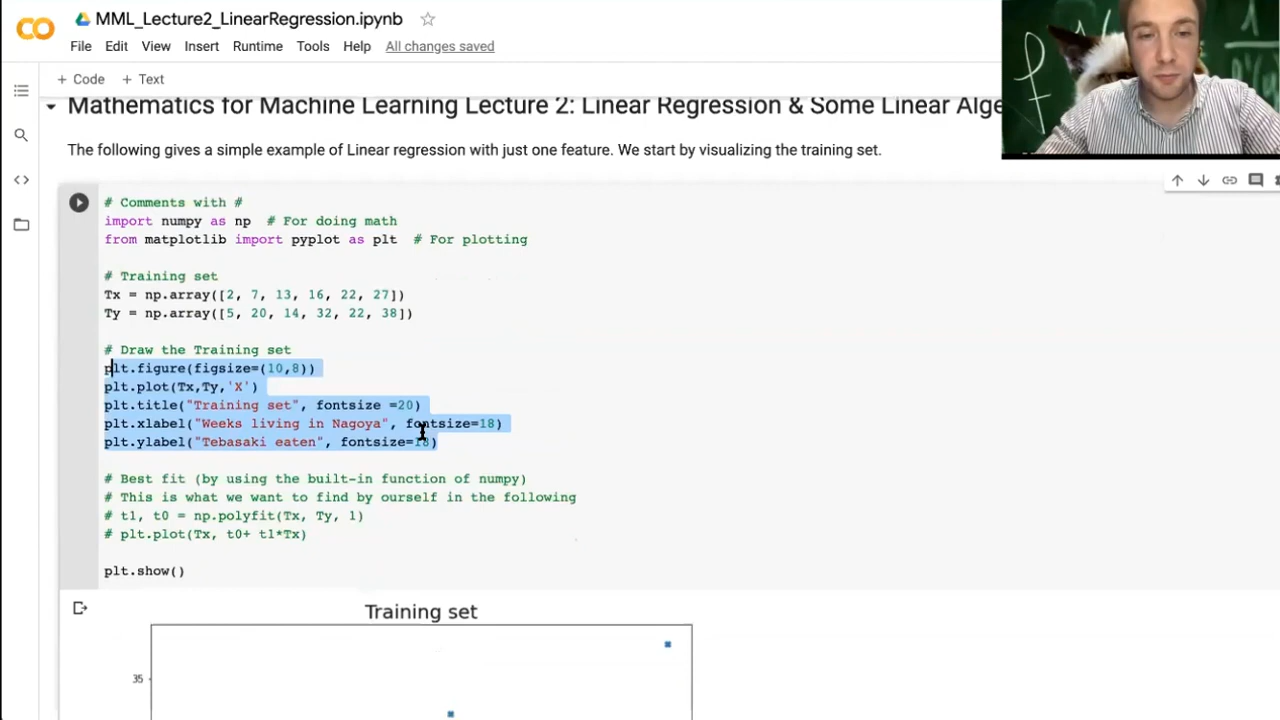 MML_Lecture2_LinearRegression.ipynb
File Edit View Insert Runtime Tools Help All changes saved
+ Code + Text
Mathematics for Machine Learning Lecture 2: Linear Regression & Some Linear Alge
The following gives a simple example of Linear regression with just one feature. We start by visualizing the training set.
# Comments with #
import numpy as np # For doing math
from matplotlib import pyplot as plt # For plotting
# Training set
Tx = np.array([2, 7, 13, 16, 22, 27])
Ty = np.array([5, 20, 14, 32, 22, 38])
# Draw the Training set
plt.figure(figsize=(10,8))
plt.plot(Tx,Ty,'X')
plt.title("Training set", fontsize =20)
plt.xlabel("Weeks living in Nagoya", fontsize=18)
plt.ylabel("Tebasaki eaten", fontsize=18)
# Best fit (by using the built-in function of numpy)
# This is what we want to find by ourself in the following
# t1, t0 = np.polyfit(Tx, Ty, 1)
# plt.plot(Tx, t0+ t1*Tx)
plt.show()
Training set
35